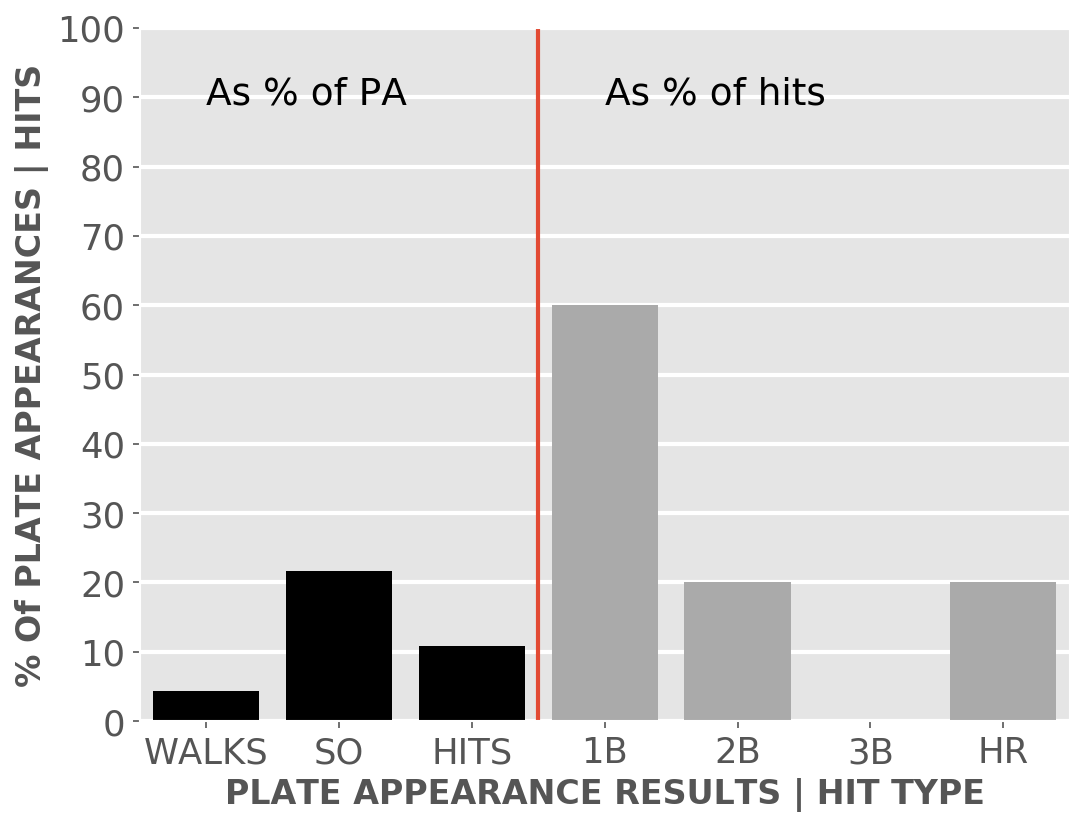 100
90
80
70
60
50
40
30
20
10
0
% Of PLATE APPEARANCES | HITS
As % of PA
As % of hits
WALKS SO HITS 1B 2B 3B HR
PLATE APPEARANCE RESULTS | HIT TYPE